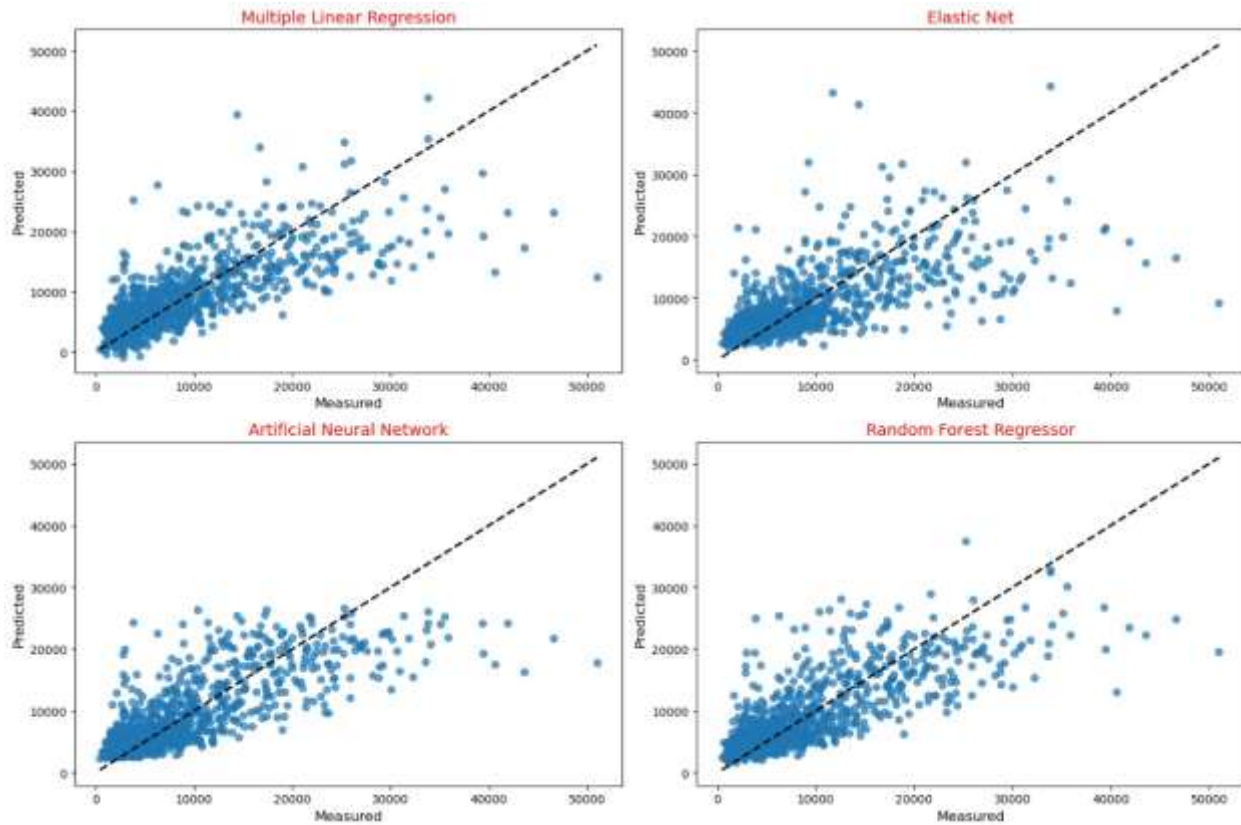 Multiple Linear Regression
50000
40000
30000
20000
10000
0
Predicted
0 10000 20000 30000 40000 50000
Measured
Elastic Net
50000
40000
30000
20000
10000
0
Predicted
0 10000 20000 30000 40000 50000
Measured
Artificial Neural Network
50000
40000
30000
20000
10000
0
Predicted
0 10000 20000 30000 40000 50000
Measured
Random Forest Regressor
50000
40000
30000
20000
10000
0
Predicted
0 10000 20000 30000 40000 50000
Measured